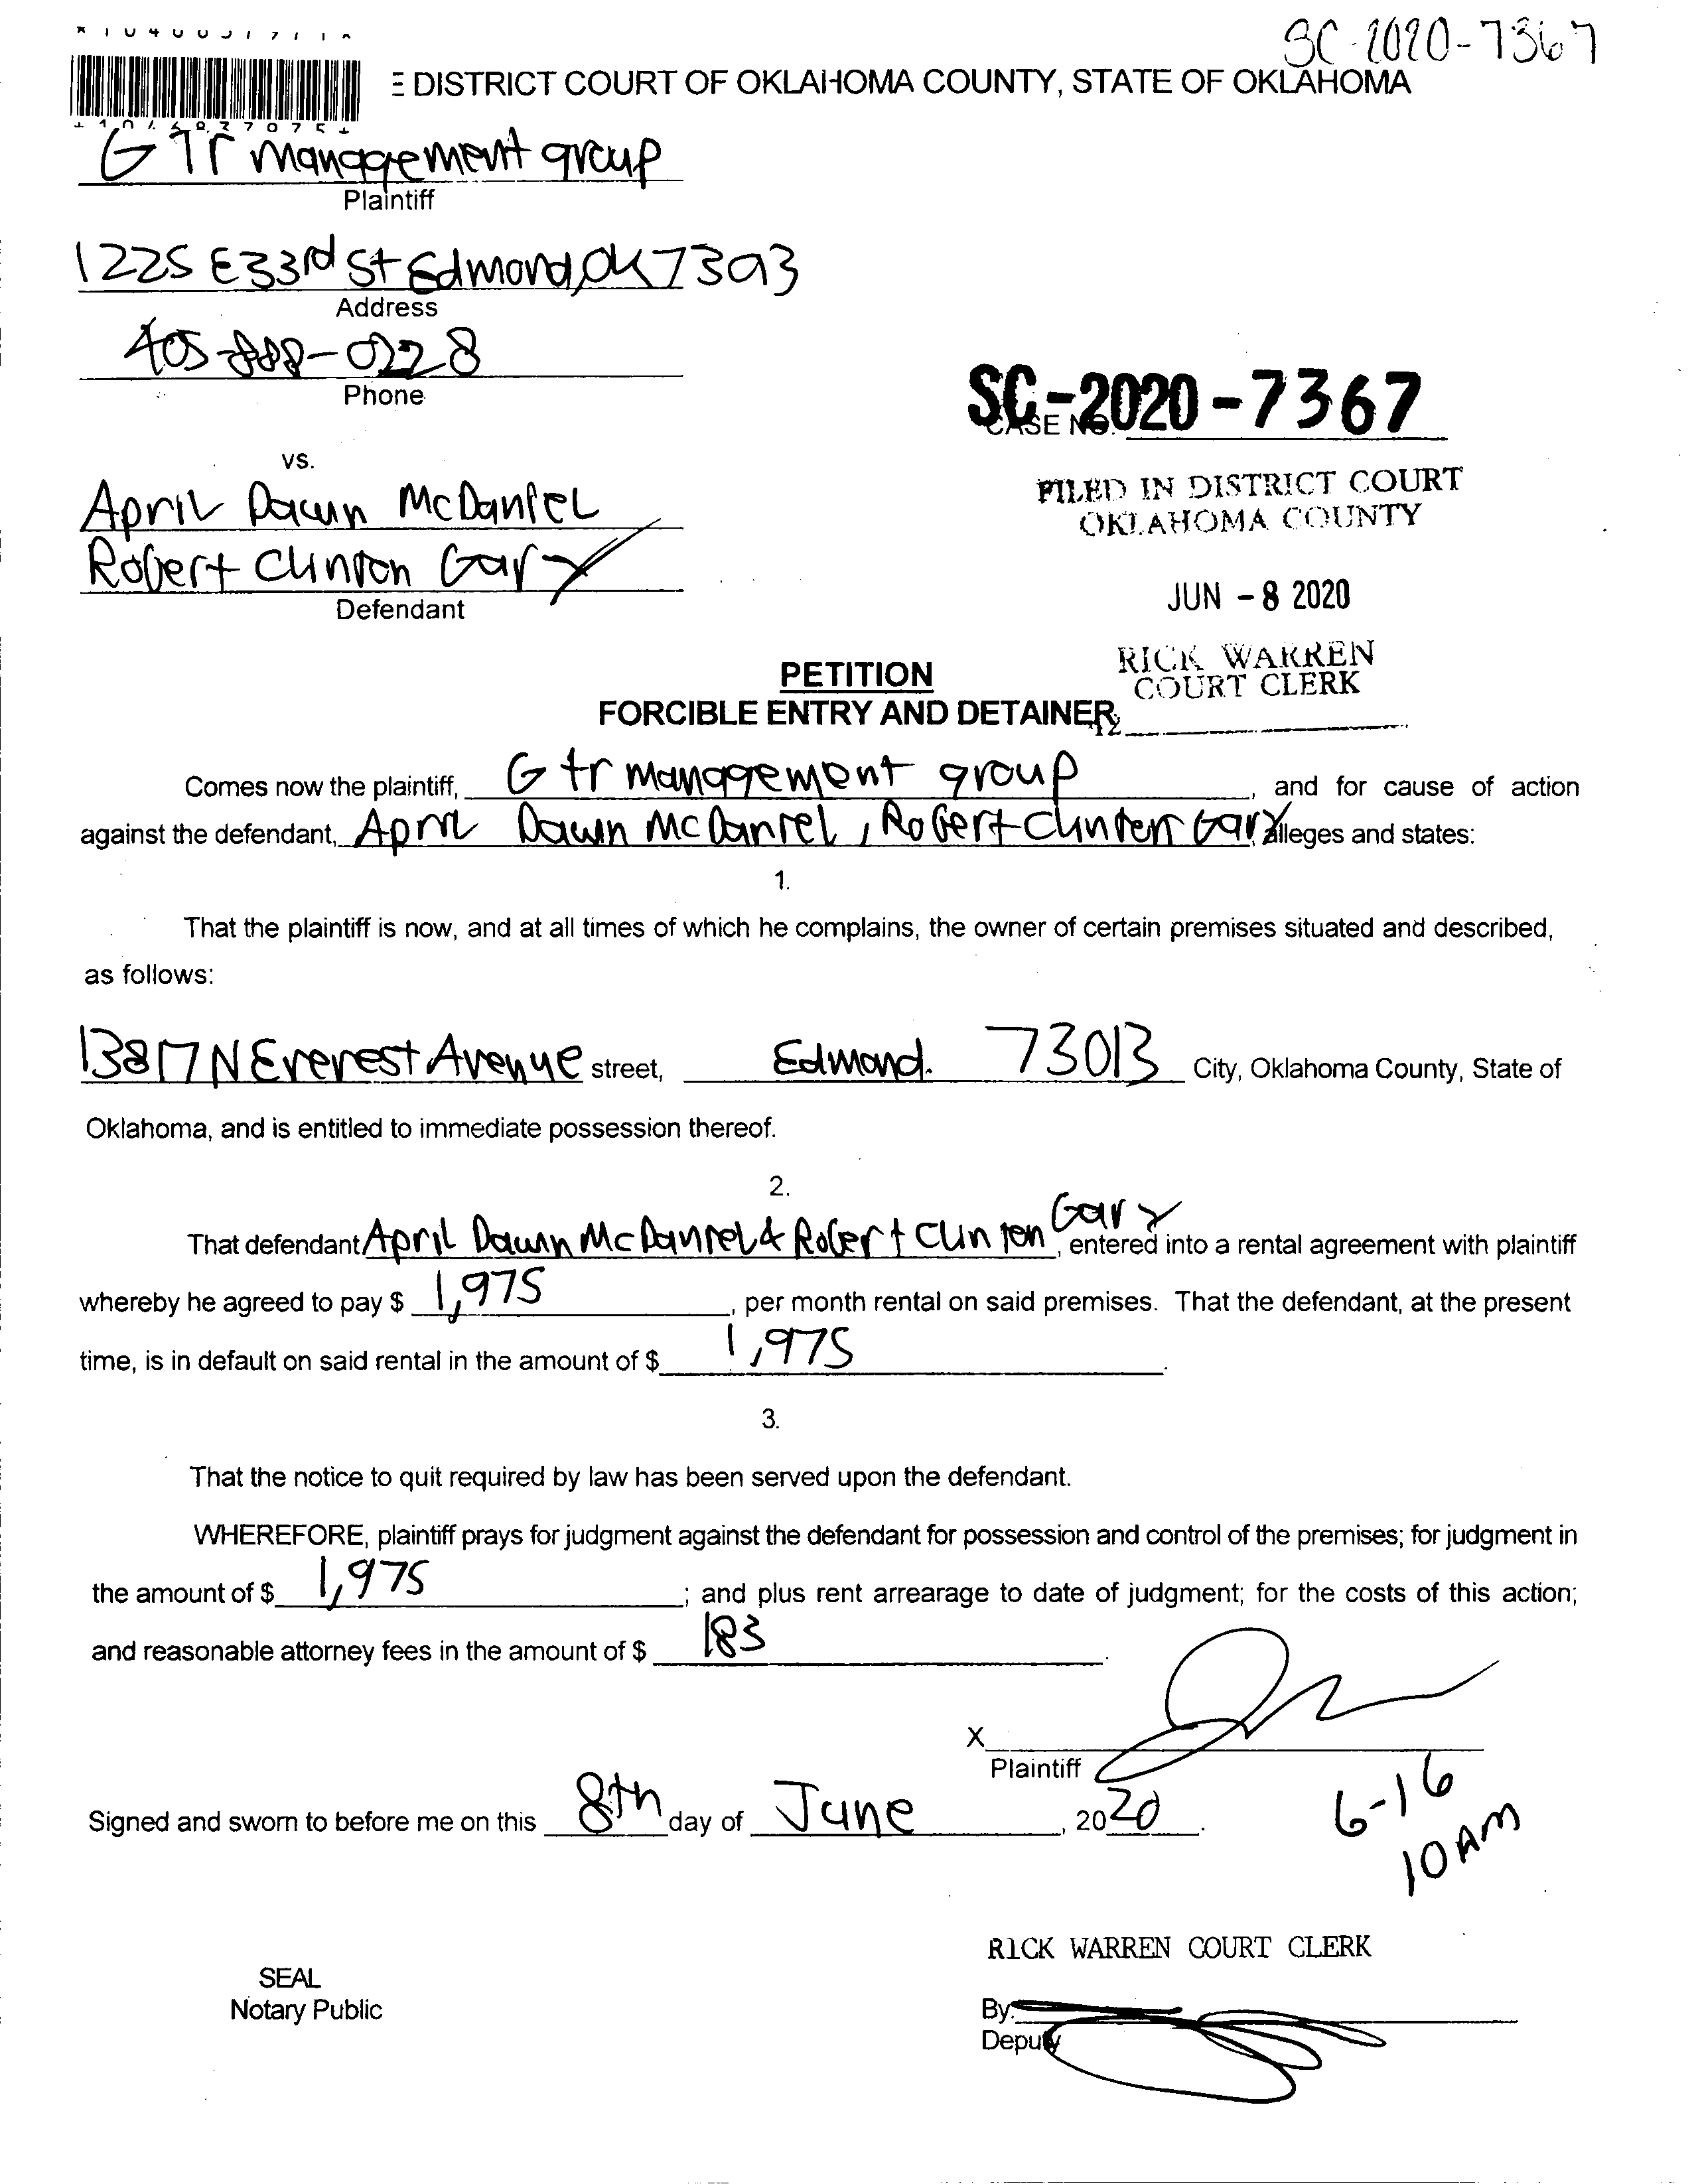 SC-2020-7367
E DISTRICT COURT OF OKLAHOMA COUNTY, STATE OF OKLAHOMA
GTr management group
Plaintiff
1225 E33rd St Edmond, OK 73013
Address
405-888-0228
Phone
SC-2020-7367
CASE NO.
vs.
FILED IN DISTRICT COURT
OKLAHOMA COUNTY
April Dawn McDaniel
Robert Clinton Gary
Defendant
JUN - 8 2020
RICK WARREN
COURT CLERK
PETITION
FORCIBLE ENTRY AND DETAINER
Comes now the plaintiff, G tr management group, and for cause of action
against the defendant, April Dawn McDaniel, Robert Clinton Gary alleges and states:
1.
That the plaintiff is now, and at all times of which he complains, the owner of certain premises situated and described,
as follows:
13817 N Everest Avenue street, Edmond. 73013 City, Oklahoma County, State of
Oklahoma, and is entitled to immediate possession thereof.
2.
That defendant April Dawn McDaniel & Robert Clinton Gary, entered into a rental agreement with plaintiff
whereby he agreed to pay $ 1,975, per month rental on said premises. That the defendant, at the present
time, is in default on said rental in the amount of $ 1,975.
3.
That the notice to quit required by law has been served upon the defendant.
WHEREFORE, plaintiff prays for judgment against the defendant for possession and control of the premises; for judgment in
the amount of $ 1,975; and plus rent arrearage to date of judgment; for the costs of this action;
and reasonable attorney fees in the amount of $ 183.
X
Plaintiff
Signed and sworn to before me on this 8th day of June, 2020.
6-16
10 AM
RICK WARREN COURT CLERK
SEAL
Notary Public
By:
Deputy